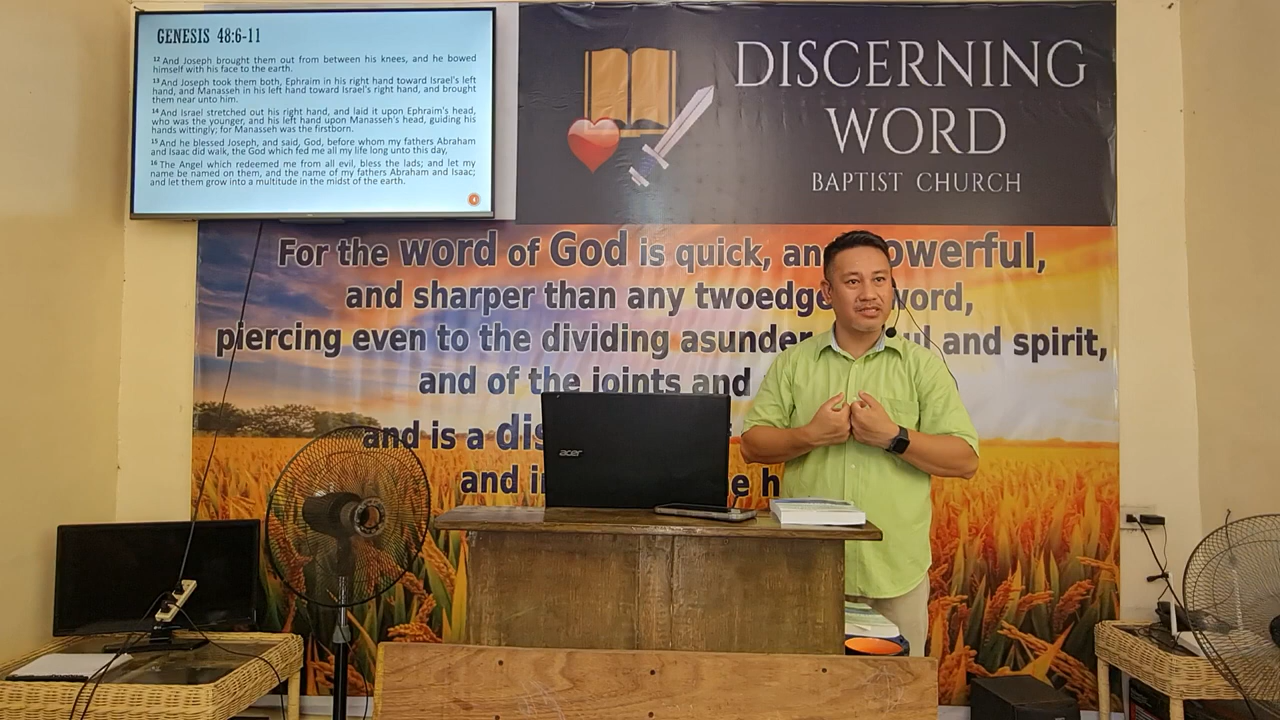 GENESIS 48:6-11
12 And Joseph brought them out from between his knees, and he bowed
himself with his face to the earth.
13 And Joseph took them both, Ephraim in his right hand toward Israel's left
hand, and Manasseh in his left hand toward Israel's right hand, and brought
them near unto him.
14 And Israel stretched out his right hand, and laid it upon Ephraim's head,
who was the younger, and his left hand upon Manasseh's head, guiding his
hands wittingly; for Manasseh was the firstborn.
15 And he blessed Joseph, and said, God, before whom my fathers Abraham
and Isaac did walk, the God which fed me all my life long unto this day,
16 The Angel which redeemed me from all evil, bless the lads; and let my
name be named on them, and the name of my fathers Abraham and Isaac;
and let them grow into a multitude in the midst of the earth.
DISCERNING
WORD
BAPTIST CHURCH
For the word of God is quick, an owerful,
and sharper than any twoedge word,
piercing even to the dividing asunder ul and spirit,
and of the joints and
and is a dis
and i e h
acer